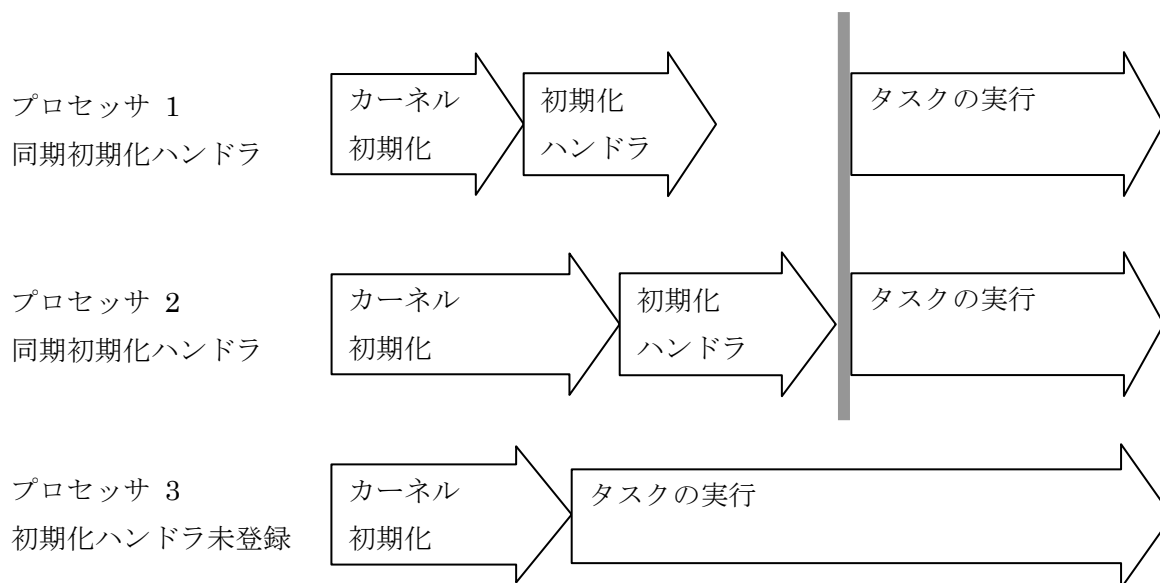 プロセッサ 1
同期初期化ハンドラ
カーネル
初期化
初期化
ハンドラ
タスクの実行
プロセッサ 2
同期初期化ハンドラ
カーネル
初期化
初期化
ハンドラ
タスクの実行
プロセッサ 3
初期化ハンドラ未登録
カーネル
初期化
タスクの実行